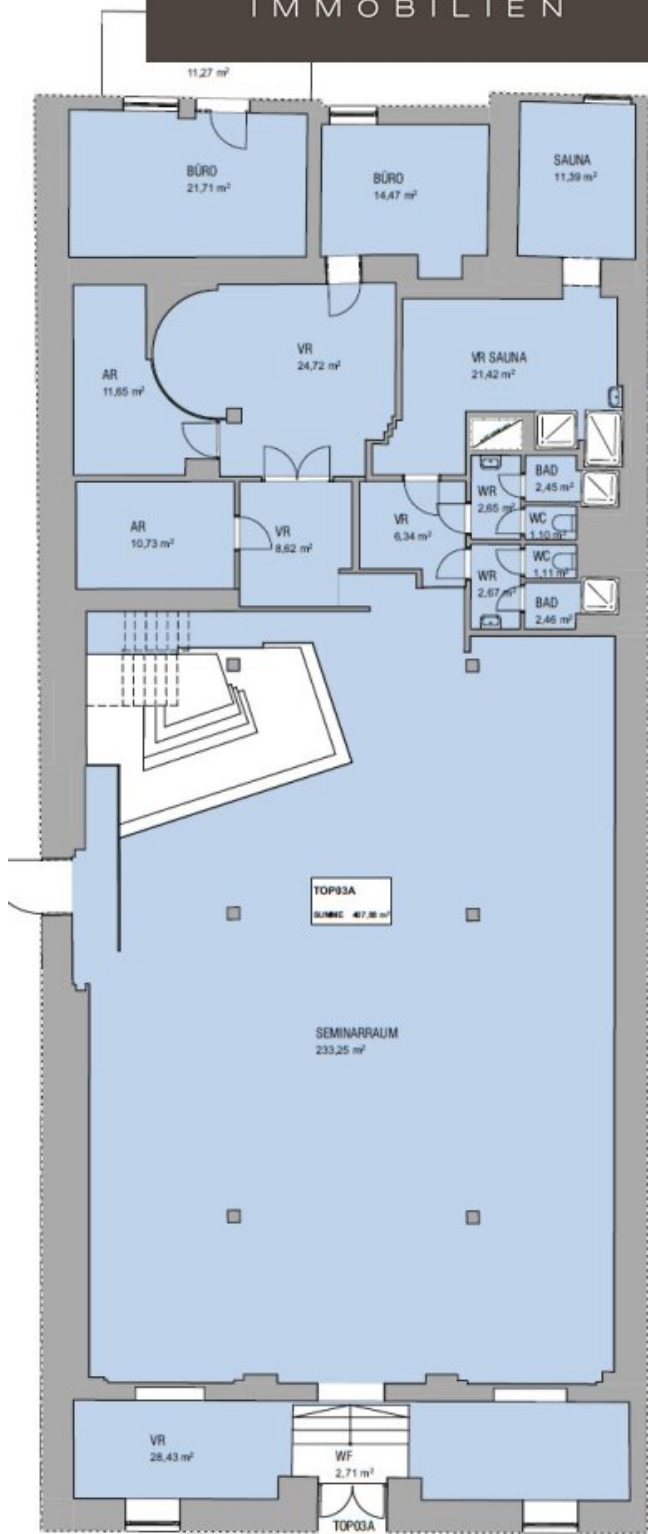 IMMOBILIEN
11,27 m²
BÜRO
21,71 m²
BÜRO
14,47 m²
SAUNA
11,39 m²
VR
24,72 m²
VR SAUNA
21,42 m²
AR
11,65 m²
BAD
2,45 m²
WR
2,65 m²
WC
1,10 m²
AR
10,73 m²
VR
8,62 m²
VR
6,34 m²
WC
1,11 m²
WR
2,67 m²
BAD
2,46 m²
TOP03A
SUMME 407,88 m²
SEMINARRAUM
233,25 m²
VR
28,43 m²
WF
2,71 m²
TOP03A